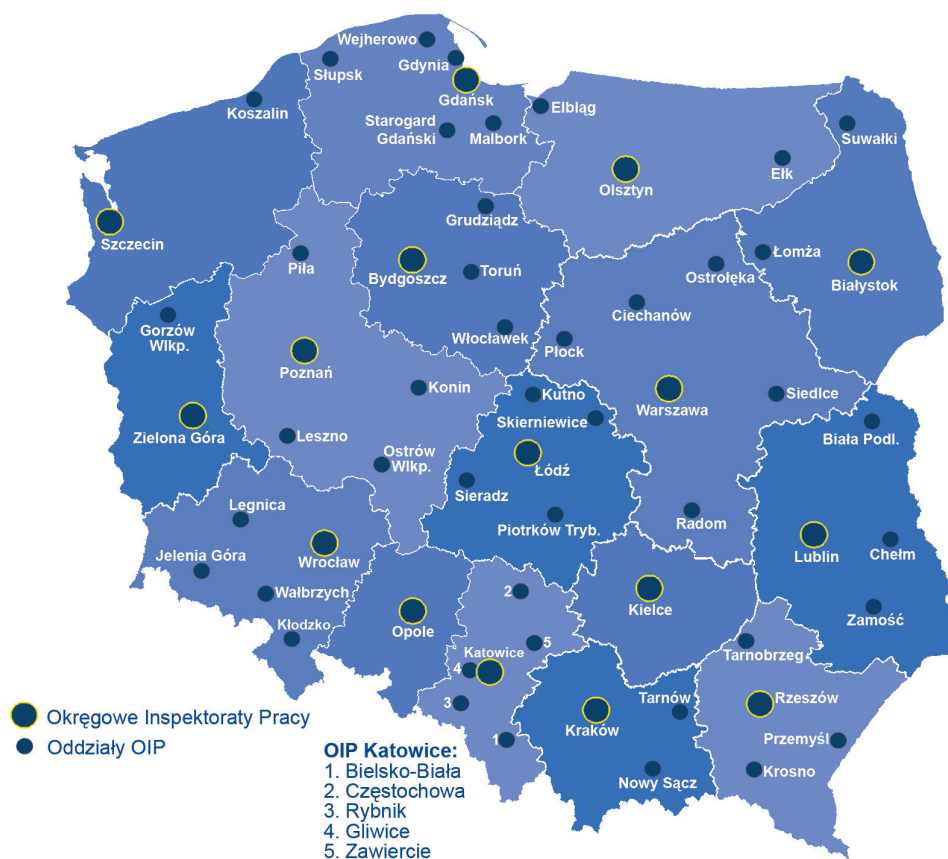 Wejherowo
Gdynia
Słupsk
Gdańsk
Koszalin
Starogard
Gdański
Malbork
Elbląg
Suwałki
Ełk
Olsztyn
Szczecin
Grudziądz
Piła
Bydgoszcz
Toruń
Łomża
Ostrołęka
Białystok
Ciechanów
Gorzów
Wlkp.
Włocławek
Płock
Poznań
Konin
Kutno
Warszawa
Siedlce
Skierniewice
Zielona Góra
Leszno
Biała Podl.
Ostrów
Wlkp.
Łódź
Sieradz
Legnica
Piotrków Tryb.
Radom
Wrocław
Lublin
Chełm
Jelenia Góra
Wałbrzych
2
Kielce
Zamość
Opole
Kłodzko
5
Katowice
Tarnobrzeg
4
3
Tarnów
Rzeszów
Kraków
1
Przemyśl
Nowy Sącz
Krosno
Okręgowe Inspektoraty Pracy
Oddziały OIP
OIP Katowice:
1. Bielsko-Biała
2. Częstochowa
3. Rybnik
4. Gliwice
5. Zawiercie